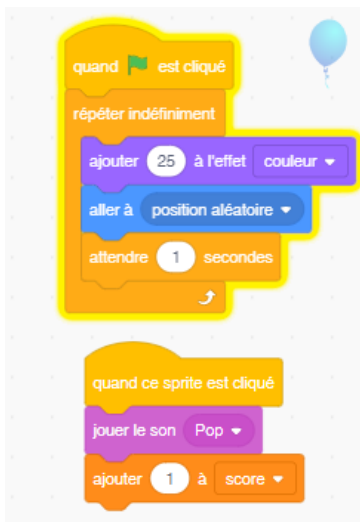 quand est cliqué
répéter indéfiniment
ajouter 25 à l'effet couleur
aller à position aléatoire
attendre 1 secondes
quand ce sprite est cliqué
jouer le son Pop
ajouter 1 à score